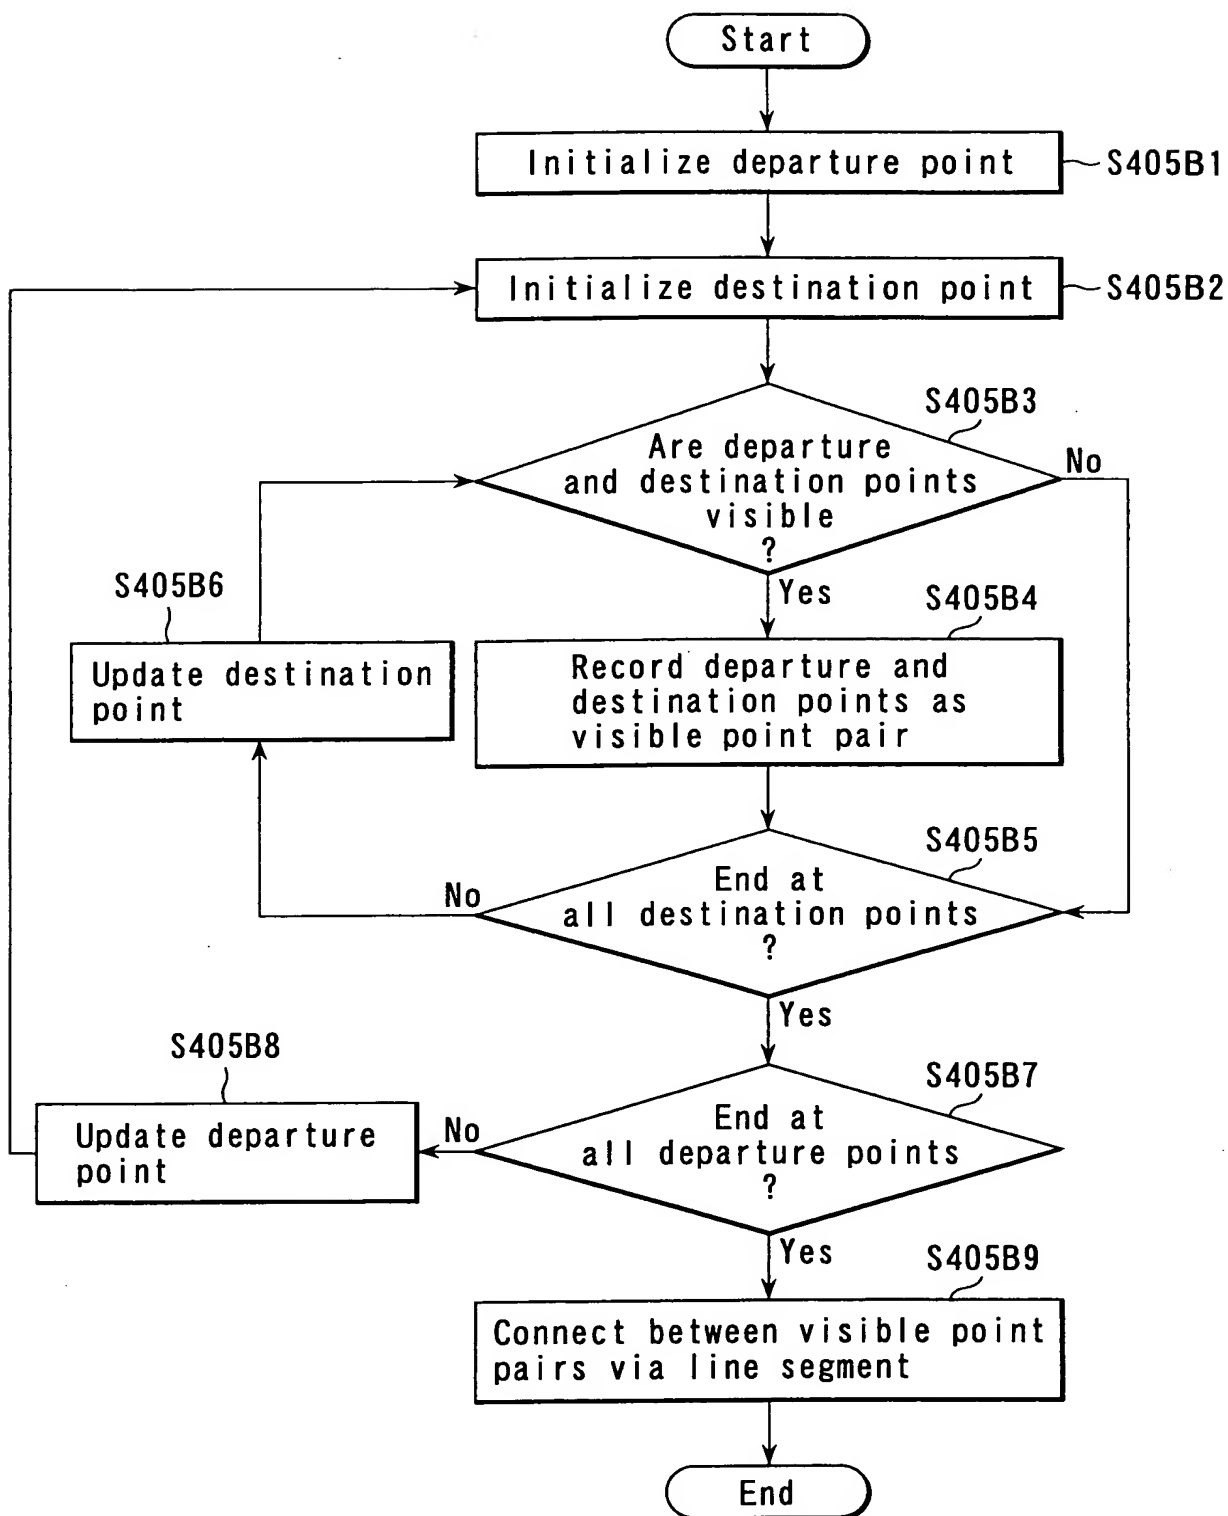 Start
Initialize departure point
S405B1
Initialize destination point
S405B2
S405B3
Are departure
and destination points
visible
?
No
Yes
S405B6
Update destination
point
S405B4
Record departure and
destination points as
visible point pair
S405B5
End at
all destination points
?
No
Yes
S405B8
Update departure
point
S405B7
End at
all departure points
?
No
Yes
S405B9
Connect between visible point
pairs via line segment
End